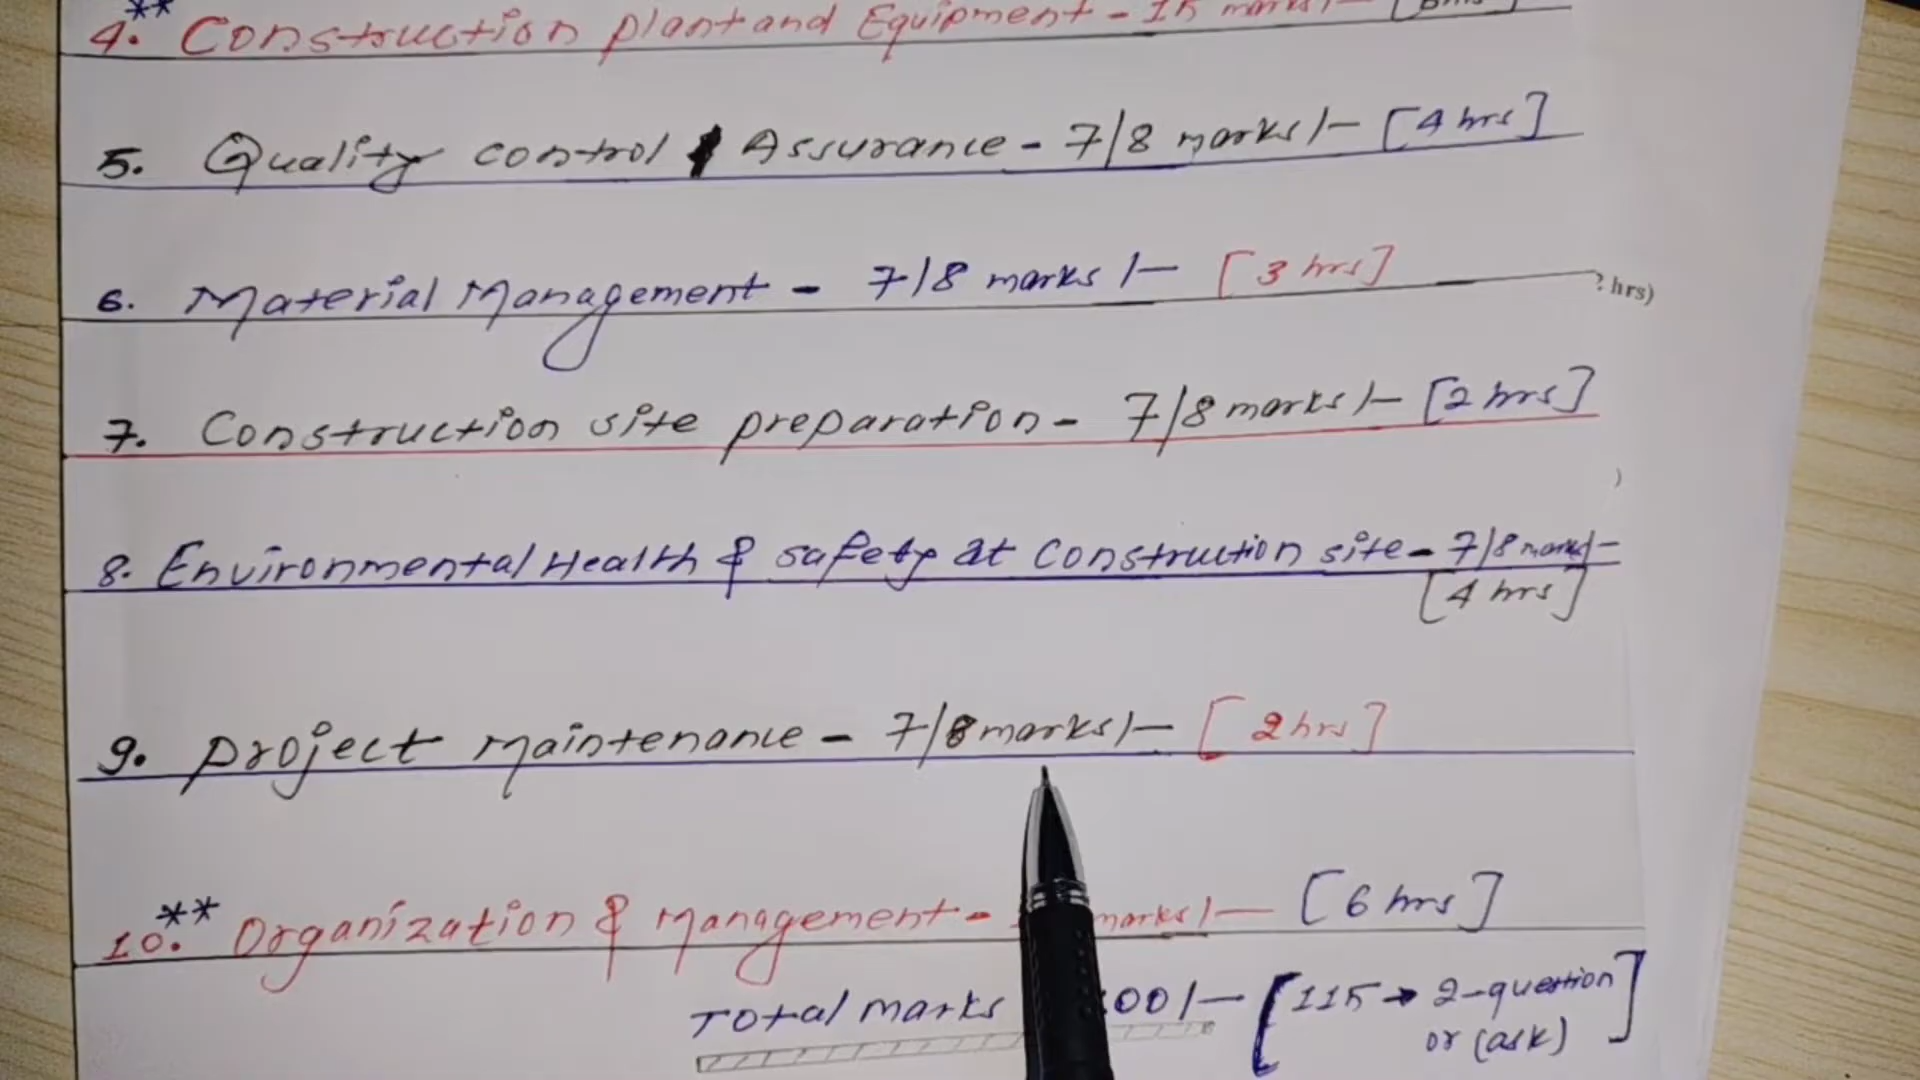 ** 
4. Construction plant and Equipment - 15 marks/-
5. Quality control / Assurance - 7/8 marks/- [4 hrs]
6. Material Management - 7/8 marks /- [3 hrs]
? hrs)
7. Construction site preparation - 7/8 marks/- [2 hrs]
)
8. Environmental Health & safety at Construction site - 7/8 marks/-
[4 hrs]
9. project Maintenance - 7/8 marks/- [2 hrs]
10. ** Organization & Management - marks/- [6 hrs]
Total marks 00/- [115 → 2-question
or (ask)]